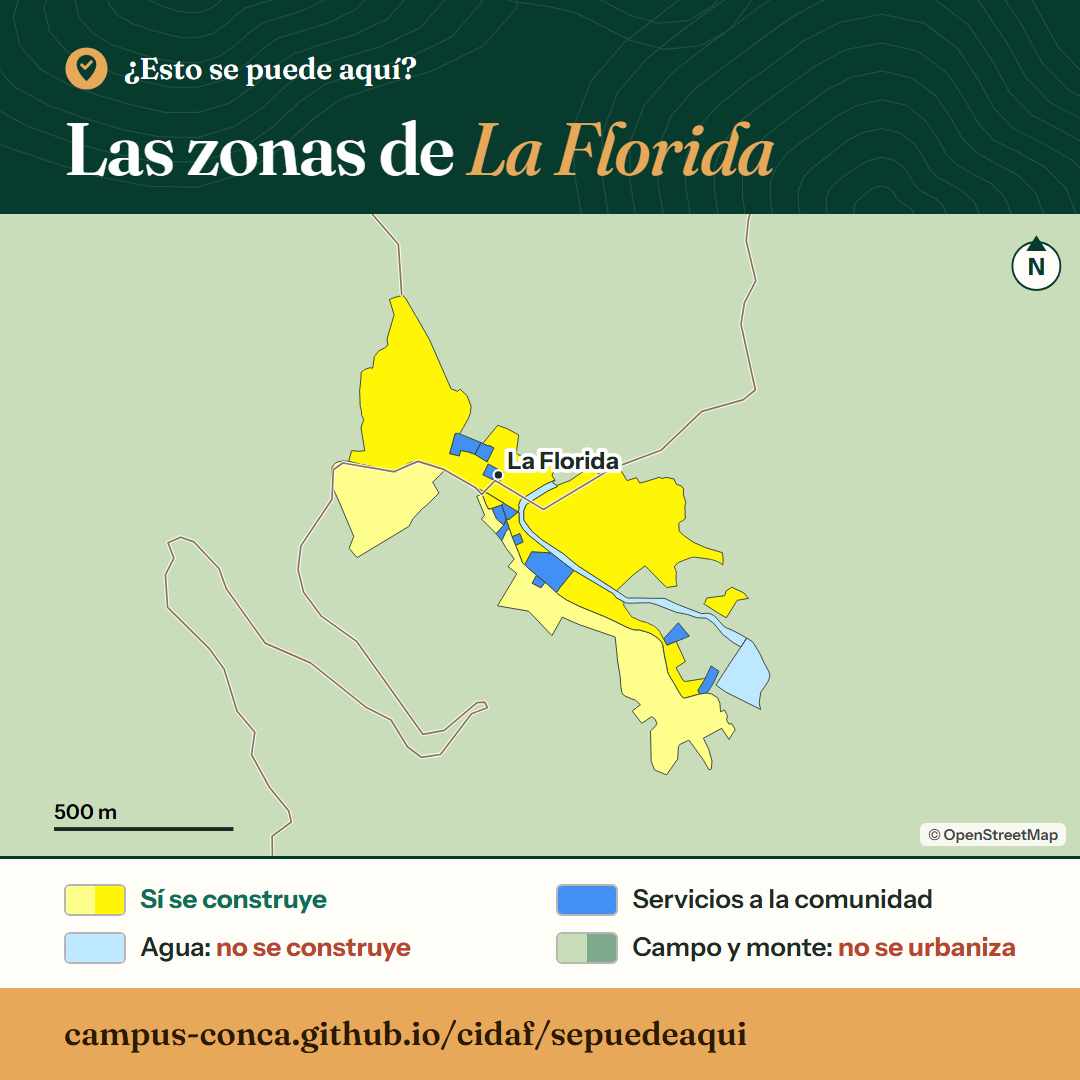 ¿Esto se puede aquí?
Las zonas de La Florida
N
La Florida
500 m
© OpenStreetMap
Sí se construye
Servicios a la comunidad
Agua: no se construye
Campo y monte: no se urbaniza
campus-conca.github.io/cidaf/sepuedeaqui